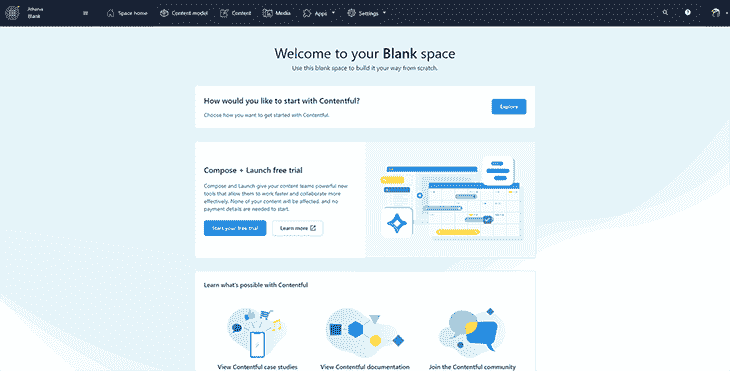 Athena
Blank
Space home
Content model
Content
Media
Apps
Settings
Welcome to your Blank space
Use this blank space to build it your way from scratch.
How would you like to start with Contentful?
Choose how you want to get started with Contentful.
Explore
Compose + Launch free trial
Compose and Launch give your content teams powerful new
tools that allow them to work faster and collaborate more
effectively. None of your content will be affected, and no
payment details are needed to start.
Start your free trial
Learn more
Learn what's possible with Contentful
View Contentful case studies
View Contentful documentation
Join the Contentful community